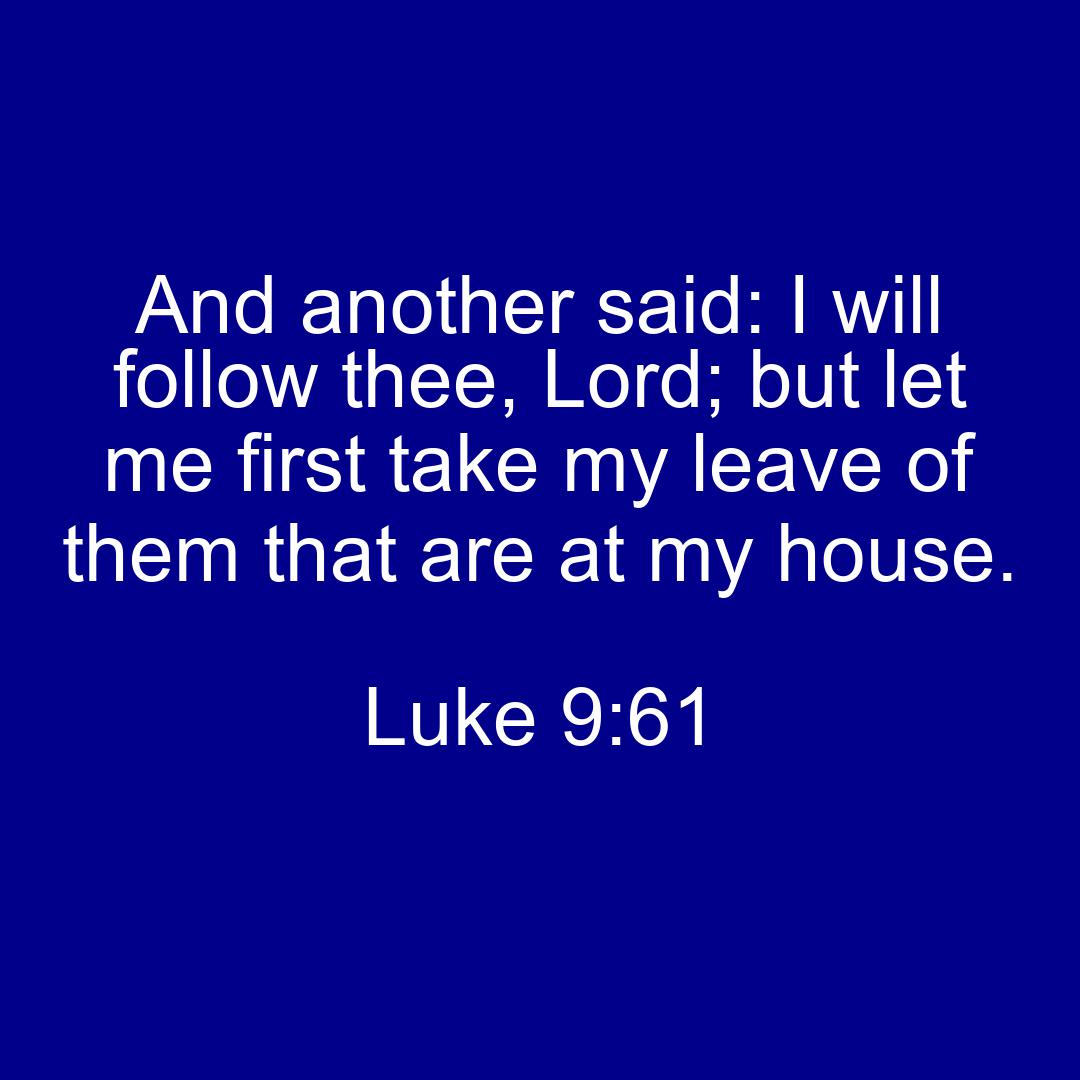 And another said: I will
follow thee, Lord; but let
me first take my leave of
them that are at my house.
Luke 9:61